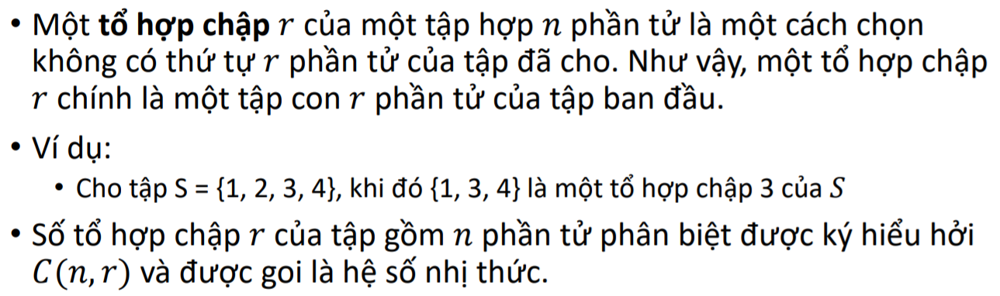 • Một tổ hợp chập r của một tập hợp n phần tử là một cách chọn
không có thứ tự r phần tử của tập đã cho. Như vậy, một tổ hợp chập
r chính là một tập con r phần tử của tập ban đầu.
• Ví dụ:
• Cho tập S = {1, 2, 3, 4}, khi đó {1, 3, 4} là một tổ hợp chập 3 của S
• Số tổ hợp chập r của tập gồm n phần tử phân biệt được ký hiểu hởi
C(n, r) và được goi là hệ số nhị thức.